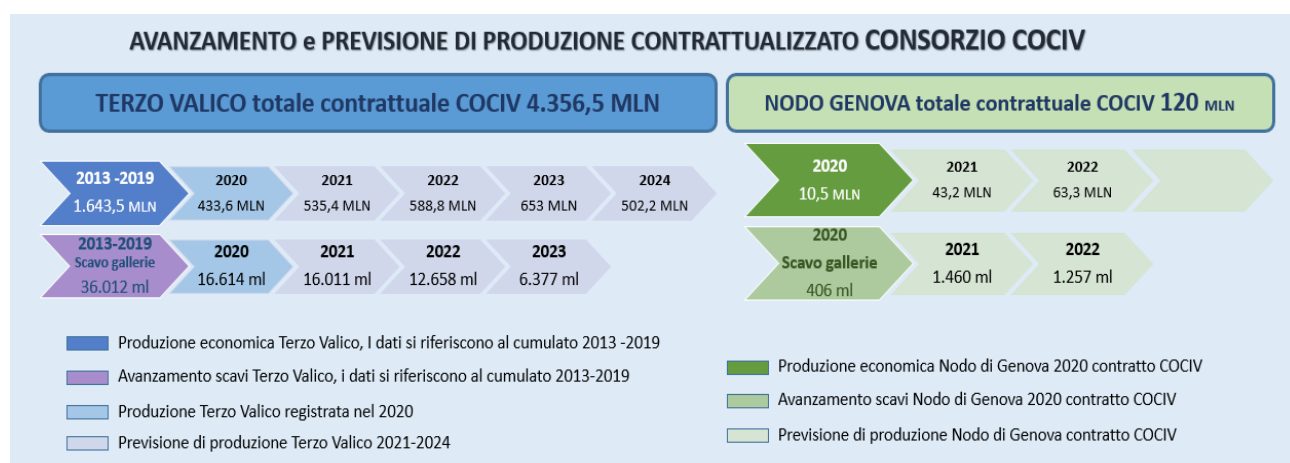 AVANZAMENTO e PREVISIONE DI PRODUZIONE CONTRATTUALIZZATO CONSORZIO COCIV
TERZO VALICO totale contrattuale COCIV 4.356,5 MLN
2013 -2019
1.643,5 MLN
2020
433,6 MLN
2021
535,4 MLN
2022
588,8 MLN
2023
653 MLN
2024
502,2 MLN
2013-2019
Scavo gallerie
36.012 ml
2020
16.614 ml
2021
16.011 ml
2022
12.658 ml
2023
6.377 ml
Produzione economica Terzo Valico, I dati si riferiscono al cumulato 2013 -2019
Avanzamento scavi Terzo Valico, i dati si riferiscono al cumulato 2013-2019
Produzione Terzo Valico registrata nel 2020
Previsione di produzione Terzo Valico 2021-2024
NODO GENOVA totale contrattuale COCIV 120 MLN
2020
10,5 MLN
2021
43,2 MLN
2022
63,3 MLN
2020
Scavo gallerie
406 ml
2021
1.460 ml
2022
1.257 ml
Produzione economica Nodo di Genova 2020 contratto COCIV
Avanzamento scavi Nodo di Genova 2020 contratto COCIV
Previsione di produzione Nodo di Genova contratto COCIV